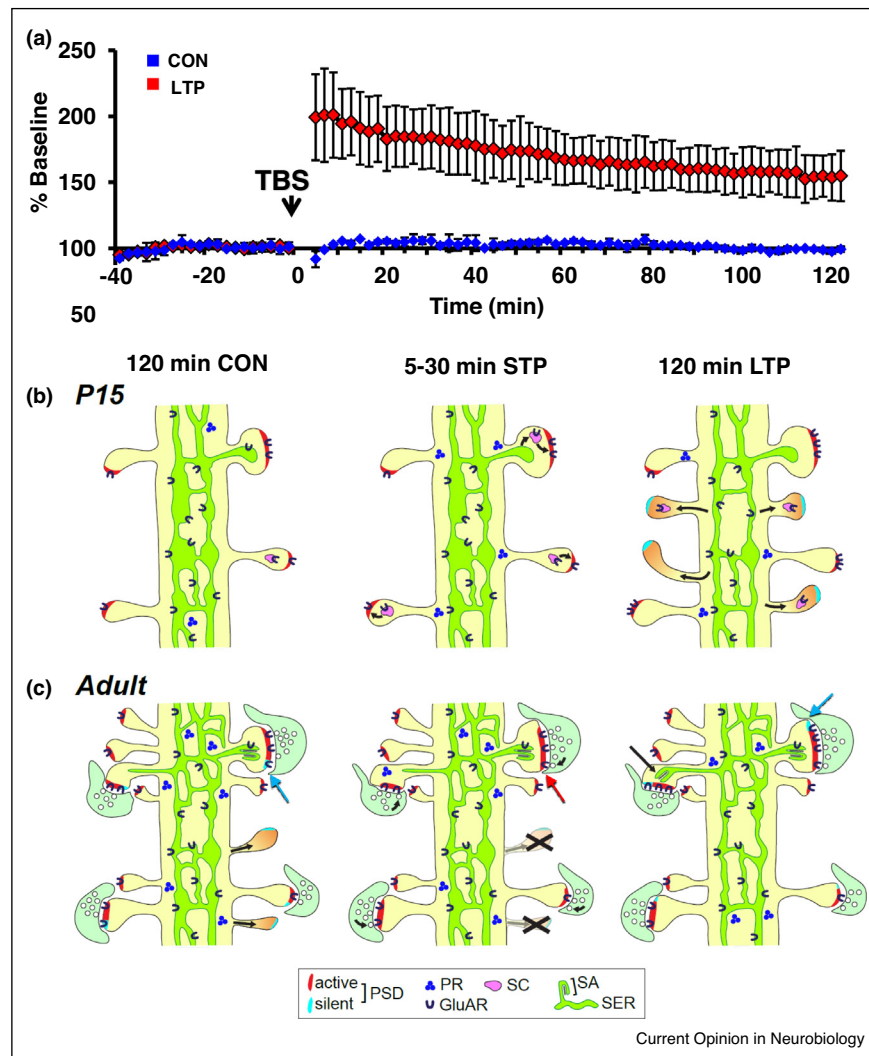 (a)
250
CON
LTP
200
% Baseline
150
TBS
100
-40 -20 0 20 40 60 80 100 120
Time (min)
50
120 min CON 5-30 min STP 120 min LTP
(b) P15
(c) Adult
active
silent
] PSD
PR
GluAR
SC
]SA
SER
Current Opinion in Neurobiology